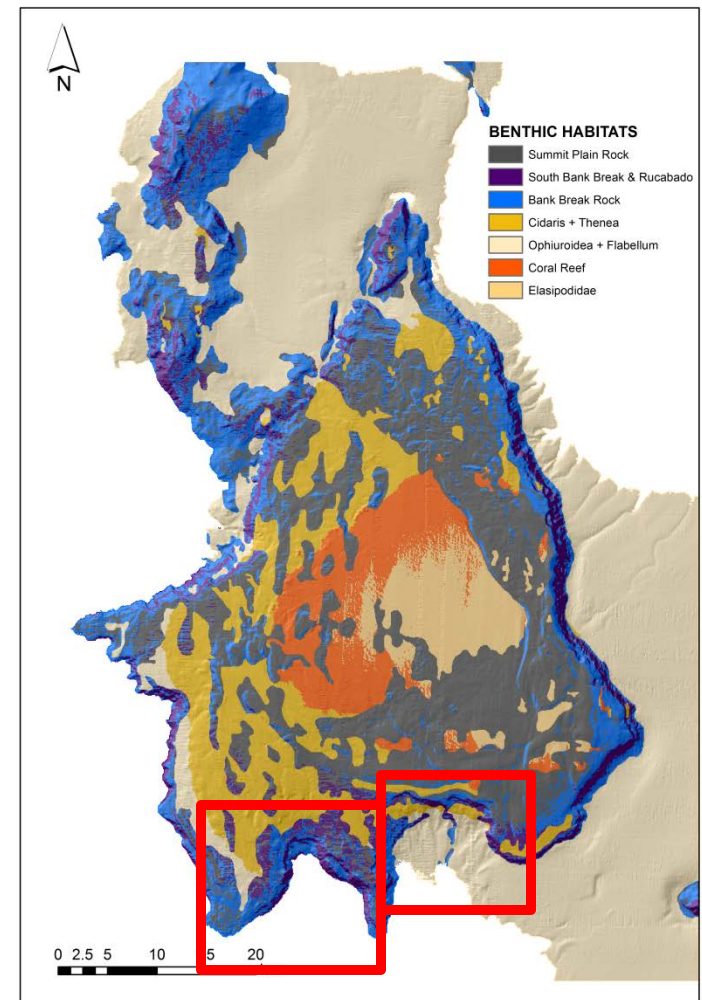 N
BENTHIC HABITATS
Summit Plain Rock
South Bank Break & Rucabado
Bank Break Rock
Cidaris + Thenea
Ophiuroidea + Flabellum
Coral Reef
Elasipodidae
0 2.5 5 10 5 20